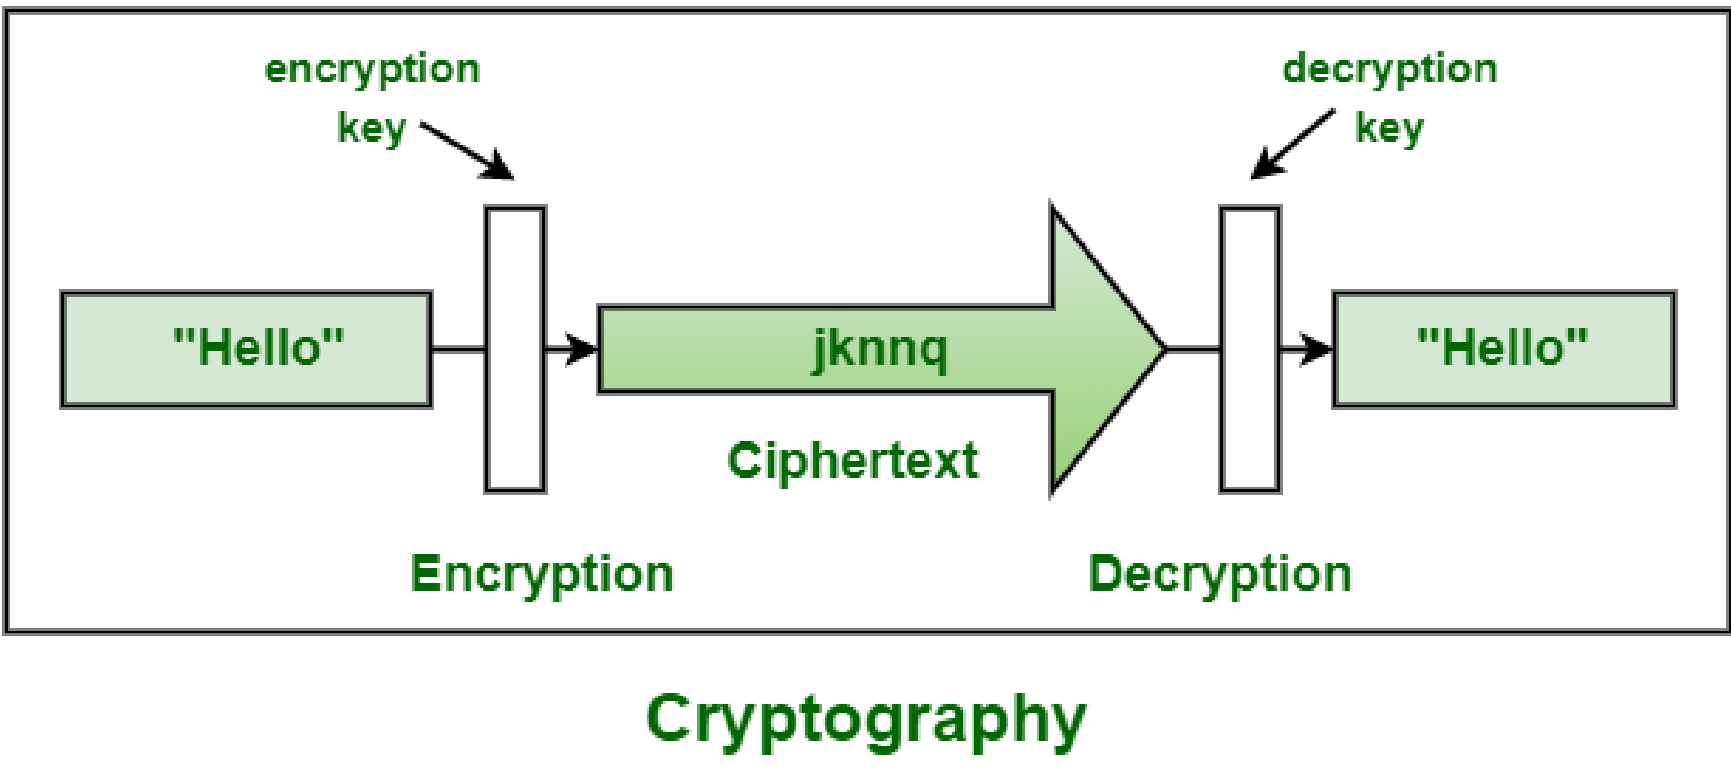 encryption
key
decryption
key
"Hello"
jknnq
"Hello"
Ciphertext
Encryption
Decryption
Cryptography